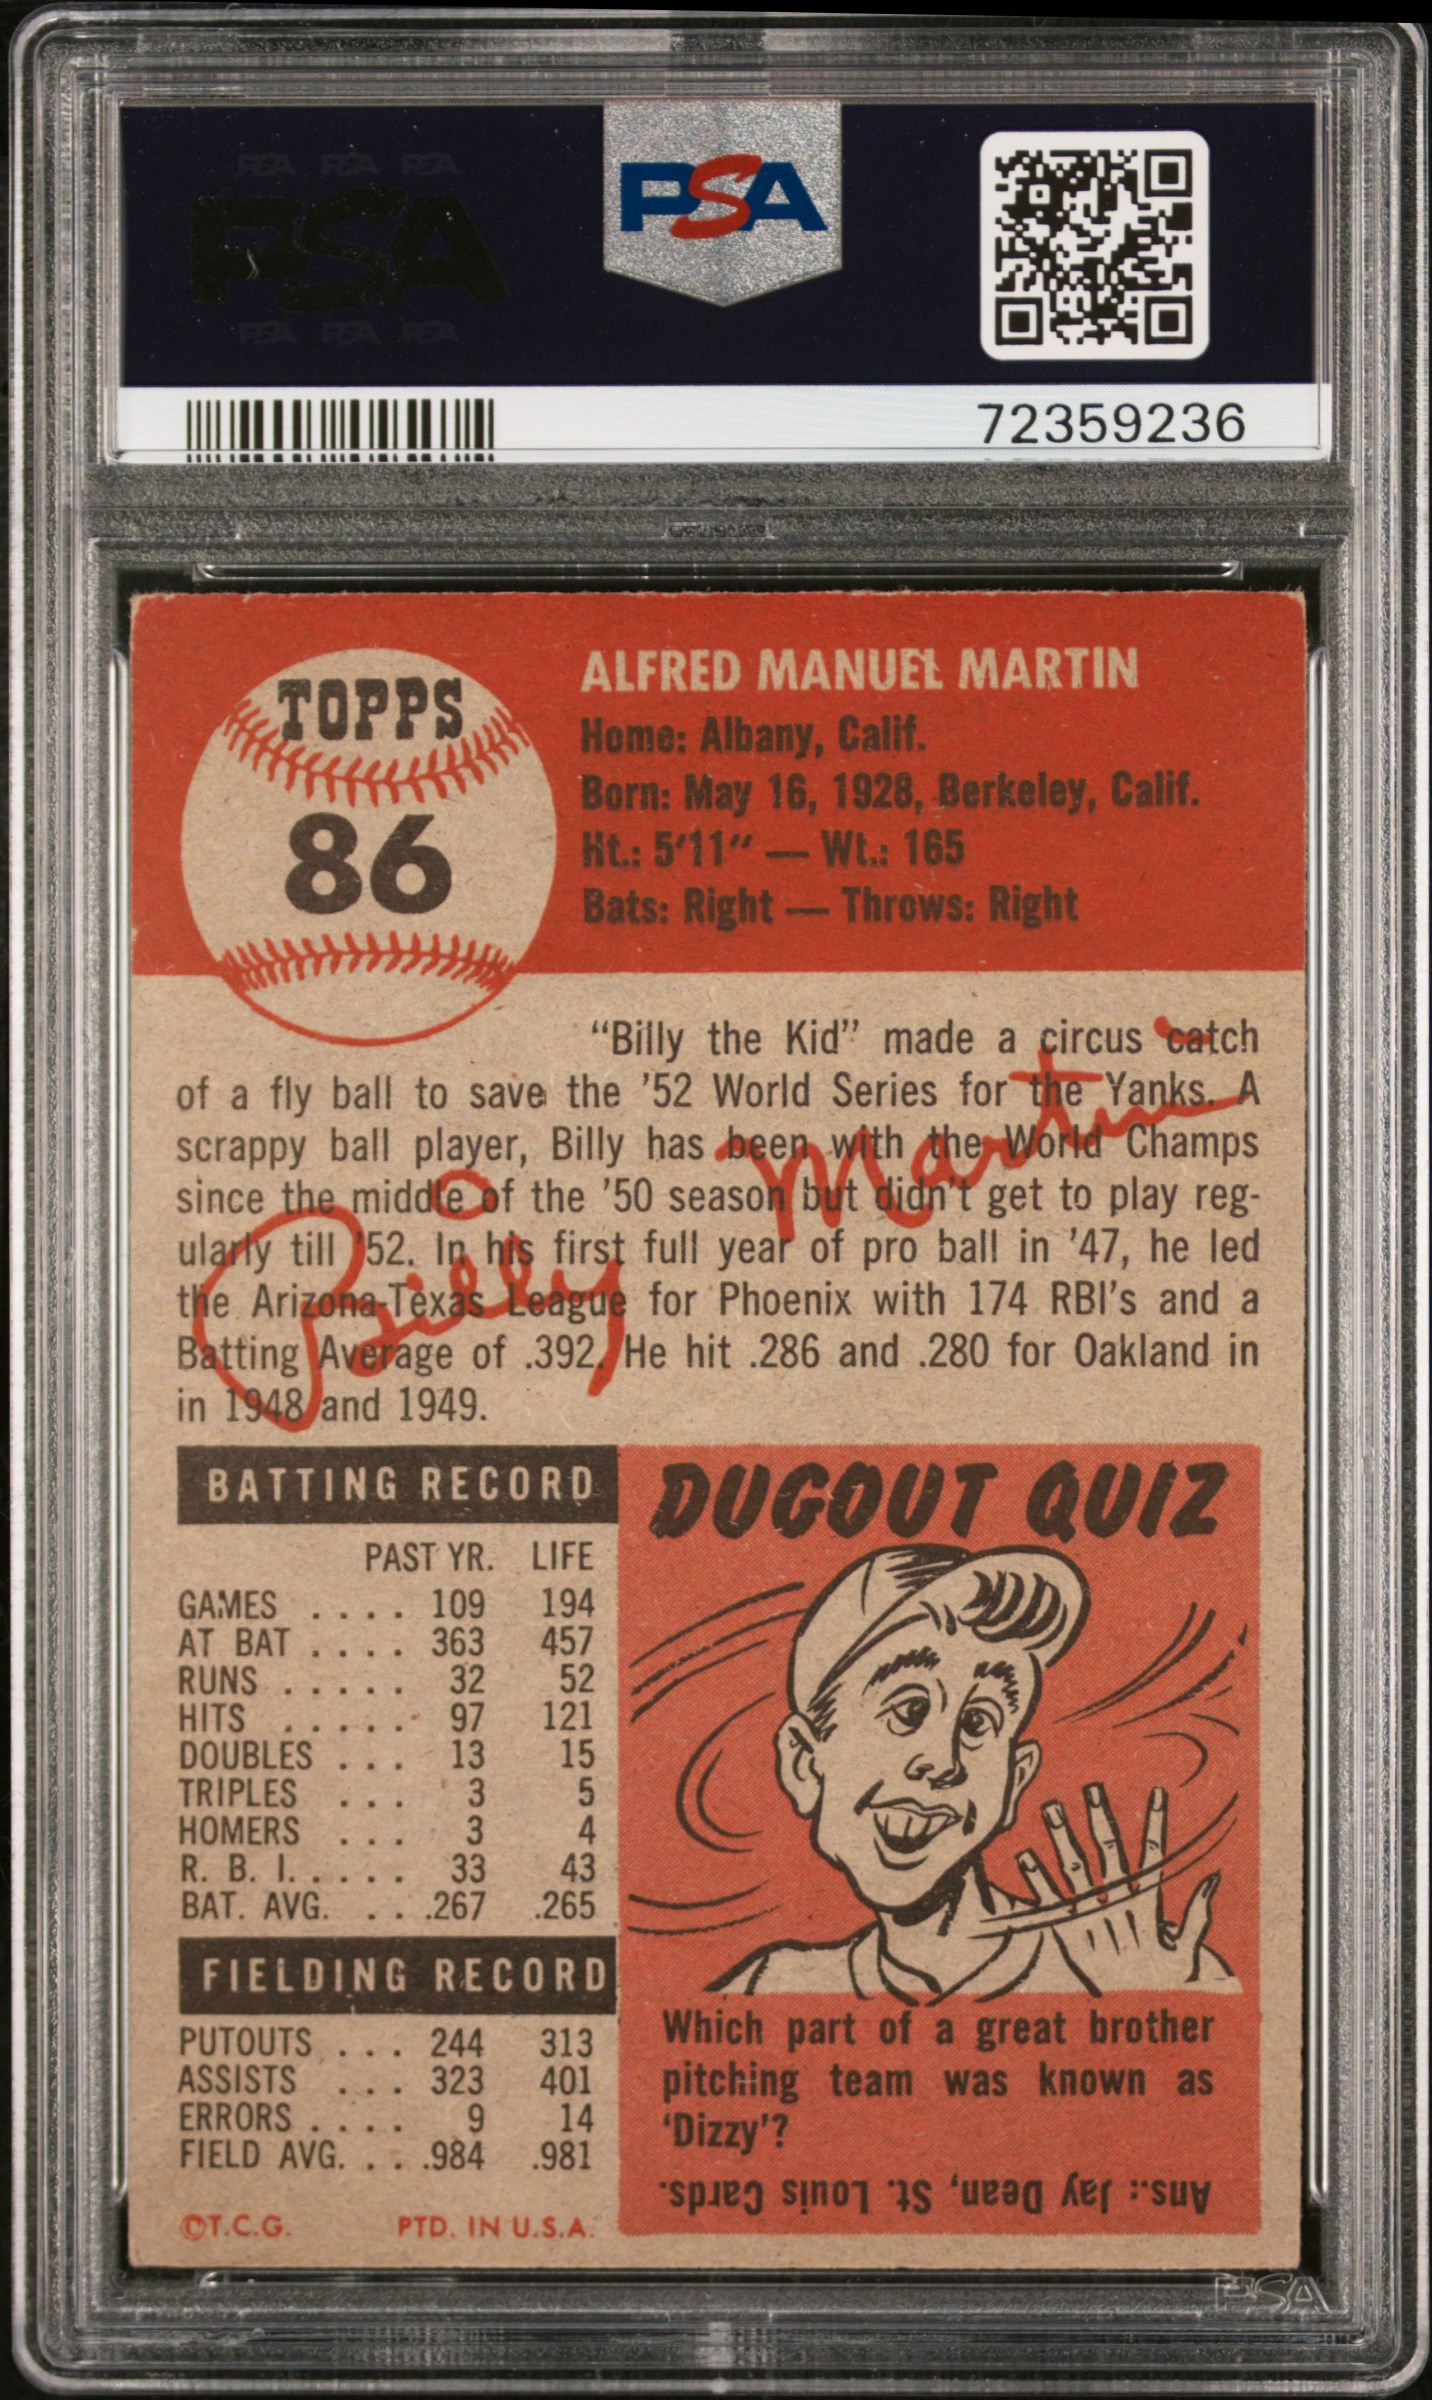 PSA PSA PSA
PSA
PSA PSA PSA
PSA
72359236
TOPPS
86
ALFRED MANUEL MARTIN
Home: Albany, Calif.
Born: May 16, 1928, Berkeley, Calif.
Ht.: 5'11" — Wt.: 165
Bats: Right — Throws: Right
"Billy the Kid" made a circus catch
of a fly ball to save the '52 World Series for the Yanks. A
scrappy ball player, Billy has been with the World Champs
since the middle of the '50 season but didn't get to play reg-
ularly till '52. In his first full year of pro ball in '47, he led
the Arizona-Texas League for Phoenix with 174 RBI's and a
Batting Average of .392. He hit .286 and .280 for Oakland in
in 1948 and 1949.
Billy Martin
BATTING RECORD
PAST YR. LIFE
GAMES . . . . 109 194
AT BAT . . . . 363 457
RUNS . . . . . 32 52
HITS . . . . . 97 121
DOUBLES . . . 13 15
TRIPLES . . . 3 5
HOMERS . . . 3 4
R. B. I. . . . . 33 43
BAT. AVG. . . .267 .265
FIELDING RECORD
PUTOUTS . . . 244 313
ASSISTS . . . 323 401
ERRORS . . . . 9 14
FIELD AVG. . . .984 .981
©T.C.G. PTD. IN U.S.A.
DUGOUT QUIZ
Which part of a great brother
pitching team was known as
'Dizzy'?
Ans.: Jay Dean, St. Louis Cards.
PSA